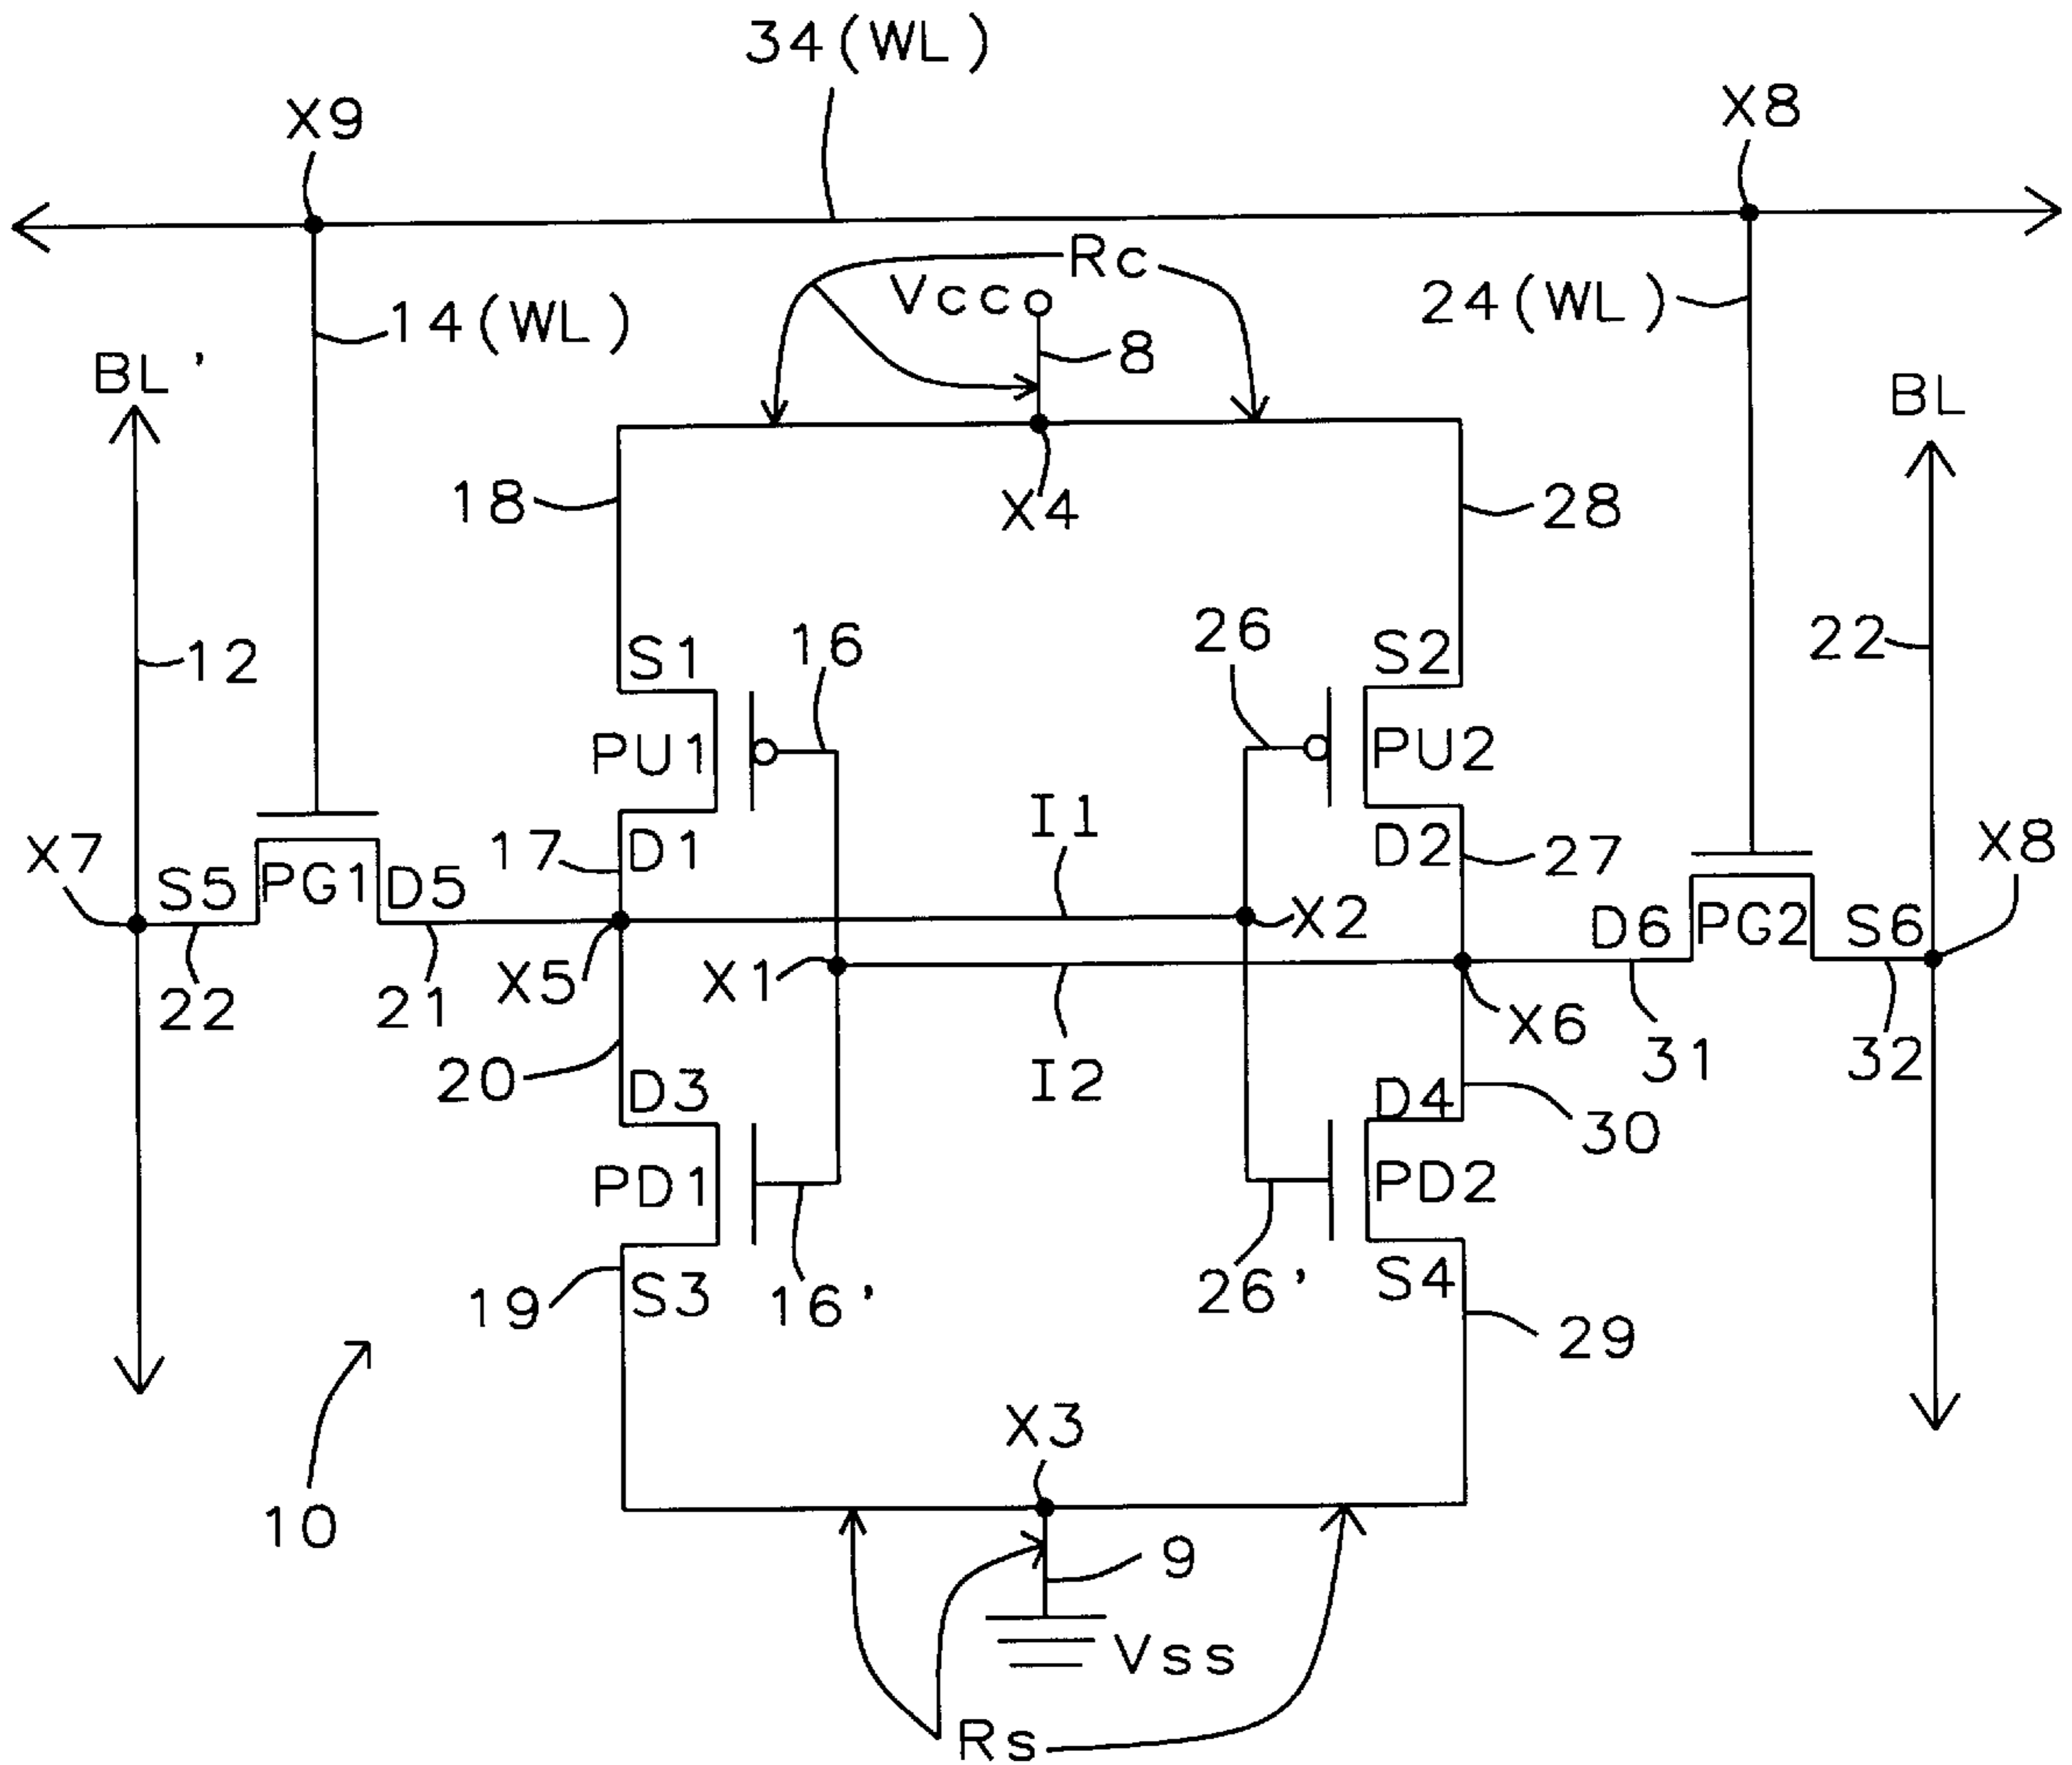 34(WL)
X9
X8
Rc
Vcc
14(WL)
24(WL)
8
BL'
BL
18
X4
28
12
S1
16
26
S2
22
PU1
PU2
I1
X7
S5
PG1
D5
17
D1
D2
27
X8
22
21
X5
X1
X2
D6
PG2
S6
X6
31
32
20
D3
I2
D4
30
PD1
PD2
19
S3
16'
26'
S4
29
10
X3
9
Vss
Rs